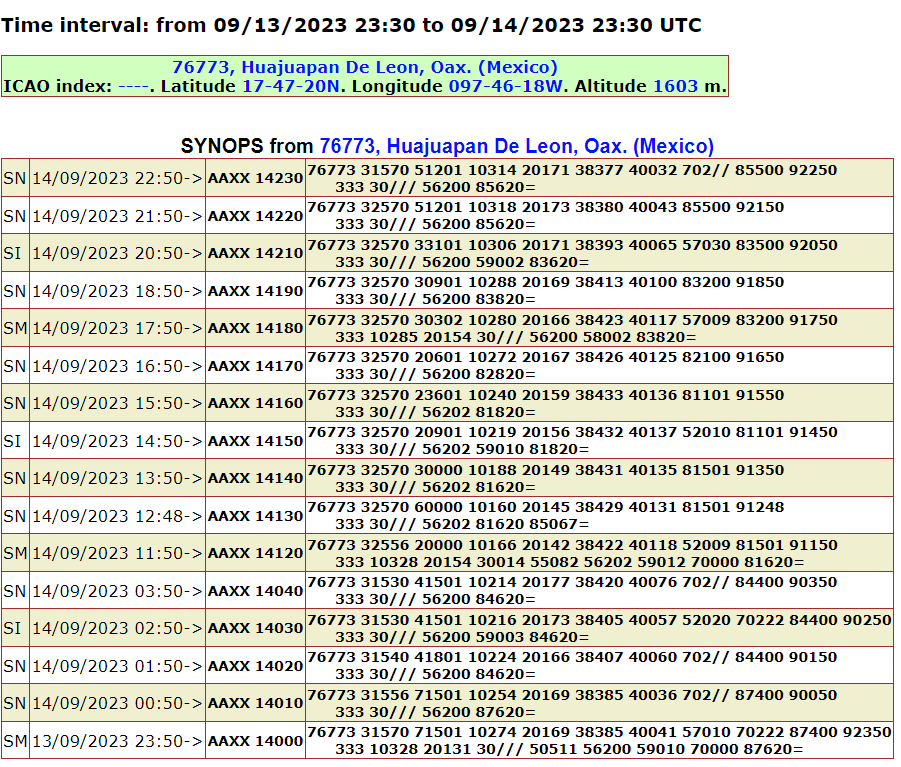 Time interval: from 09/13/2023 23:30 to 09/14/2023 23:30 UTC
76773, Huajuapan De Leon, Oax. (Mexico)
ICAO index: ----. Latitude 17-47-20N. Longitude 097-46-18W. Altitude 1603 m.
SYNOPS from 76773, Huajuapan De Leon, Oax. (Mexico)
SN 14/09/2023 22:50-> AAXX 14230 76773 31570 51201 10314 20171 38377 40032 702// 85500 92250
333 30/// 56200 85620=
SN 14/09/2023 21:50-> AAXX 14220 76773 32570 51201 10318 20173 38380 40043 85500 92150
333 30/// 56200 85620=
SI 14/09/2023 20:50-> AAXX 14210 76773 32570 33101 10306 20171 38393 40065 57030 83500 92050
333 30/// 56200 59002 83620=
SN 14/09/2023 18:50-> AAXX 14190 76773 32570 30901 10288 20169 38413 40100 83200 91850
333 30/// 56200 83820=
SM 14/09/2023 17:50-> AAXX 14180 76773 32570 30302 10280 20166 38423 40117 57009 83200 91750
333 10285 20154 30/// 56200 58002 83820=
SN 14/09/2023 16:50-> AAXX 14170 76773 32570 20601 10272 20167 38426 40125 82100 91650
333 30/// 56200 82820=
SN 14/09/2023 15:50-> AAXX 14160 76773 32570 23601 10240 20159 38433 40136 81101 91550
333 30/// 56202 81820=
SI 14/09/2023 14:50-> AAXX 14150 76773 32570 20901 10219 20156 38432 40137 52010 81101 91450
333 30/// 56202 59010 81820=
SN 14/09/2023 13:50-> AAXX 14140 76773 32570 30000 10188 20149 38431 40135 81501 91350
333 30/// 56202 81620=
SN 14/09/2023 12:48-> AAXX 14130 76773 32570 60000 10160 20145 38429 40131 81501 91248
333 30/// 56202 81620 85067=
SM 14/09/2023 11:50-> AAXX 14120 76773 32556 20000 10166 20142 38422 40118 52009 81501 91150
333 10328 20154 30014 55082 56202 59012 70000 81620=
SN 14/09/2023 03:50-> AAXX 14040 76773 31530 41501 10214 20177 38420 40076 702// 84400 90350
333 30/// 56200 84620=
SI 14/09/2023 02:50-> AAXX 14030 76773 31530 41501 10216 20173 38405 40057 52020 70222 84400 90250
333 30/// 56200 59003 84620=
SN 14/09/2023 01:50-> AAXX 14020 76773 31540 41801 10224 20166 38407 40060 702// 84400 90150
333 30/// 56200 84620=
SN 14/09/2023 00:50-> AAXX 14010 76773 31556 71501 10254 20169 38385 40036 702// 87400 90050
333 30/// 56200 87620=
SM 13/09/2023 23:50-> AAXX 14000 76773 31570 71501 10274 20169 38385 40041 57010 70222 87400 92350
333 10328 20131 30/// 50511 56200 59010 70000 87620=